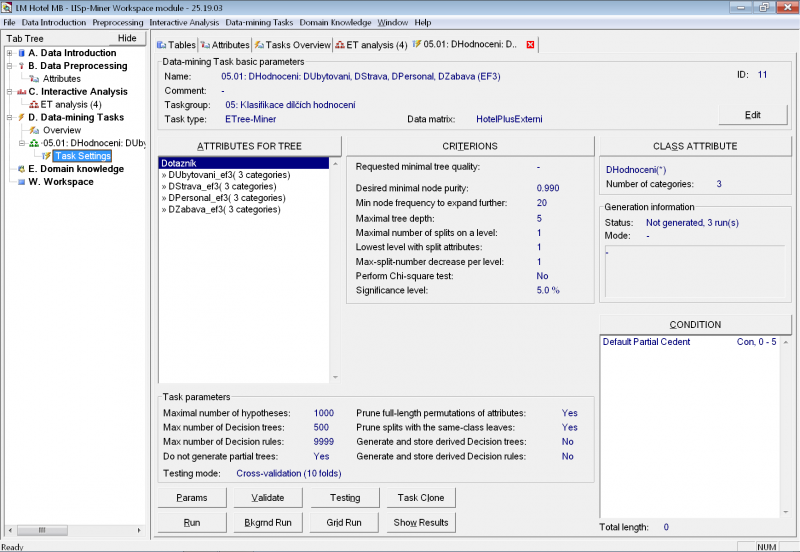 LM Hotel MB - LISp-Miner Workspace module - 25.19.03
File Data Introduction Preprocessing Interactive Analysis Data-mining Tasks Domain Knowledge Window Help
Tab Tree Hide
A. Data Introduction
B. Data Preprocessing
Attributes
C. Interactive Analysis
ET analysis (4)
D. Data-mining Tasks
Overview
05.01: DHodnoceni: DUby
Task Settings
E. Domain knowledge
W. Workspace
Tables Attributes Tasks Overview ET analysis (4) 05.01: DHodnoceni: D..
Data-mining Task basic parameters
Name: 05.01: DHodnoceni: DUbytovani, DStrava, DPersonal, DZabava (EF3) ID: 11
Comment: -
Taskgroup: 05: Klasifikace dílčích hodnocení
Task type: ETree-Miner Data matrix: HotelPlusExterni Edit
ATTRIBUTES FOR TREE
Dotazník
» DUbytovani_ef3( 3 categories)
» DStrava_ef3( 3 categories)
» DPersonal_ef3( 3 categories)
» DZabava_ef3( 3 categories)
CRITERIONS
Requested minimal tree quality: -
Desired minimal node purity: 0.990
Min node frequency to expand further: 20
Maximal tree depth: 5
Maximal number of splits on a level: 1
Lowest level with split attributes: 1
Max-split-number decrease per level: 1
Perform Chi-square test: No
Significance level: 5.0 %
CLASS ATTRIBUTE
DHodnoceni(*)
Number of categories: 3
Generation information
Status: Not generated, 3 run(s)
Mode: -
-
CONDITION
Default Partial Cedent Con, 0 - 5
Total length: 0
Task parameters
Maximal number of hypotheses: 1000 Prune full-length permutations of attributes: Yes
Max number of Decision trees: 500 Prune splits with the same-class leaves: Yes
Max number of Decision rules: 9999 Generate and store derived Decision trees: No
Do not generate partial trees: Yes Generate and store derived Decision rules: No
Testing mode: Cross-validation (10 folds)
Params Validate Testing Task Clone
Run Bkgrnd Run Grid Run Show Results
Ready NUM